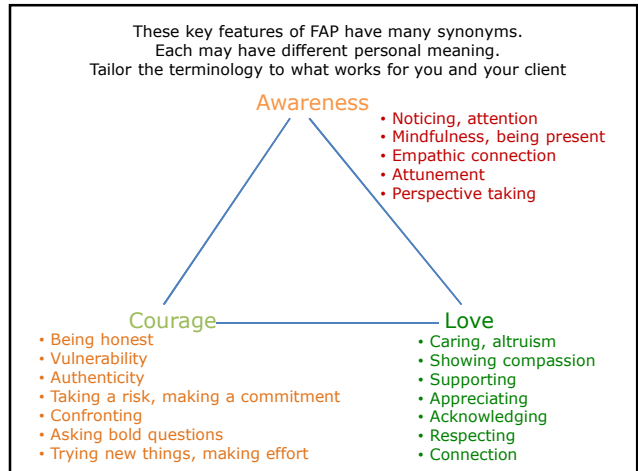 These key features of FAP have many synonyms.
Each may have different personal meaning.
Tailor the terminology to what works for you and your client
Awareness
• Noticing, attention
• Mindfulness, being present
• Empathic connection
• Attunement
• Perspective taking
Courage
• Being honest
• Vulnerability
• Authenticity
• Taking a risk, making a commitment
• Confronting
• Asking bold questions
• Trying new things, making effort
Love
• Caring, altruism
• Showing compassion
• Supporting
• Appreciating
• Acknowledging
• Respecting
• Connection